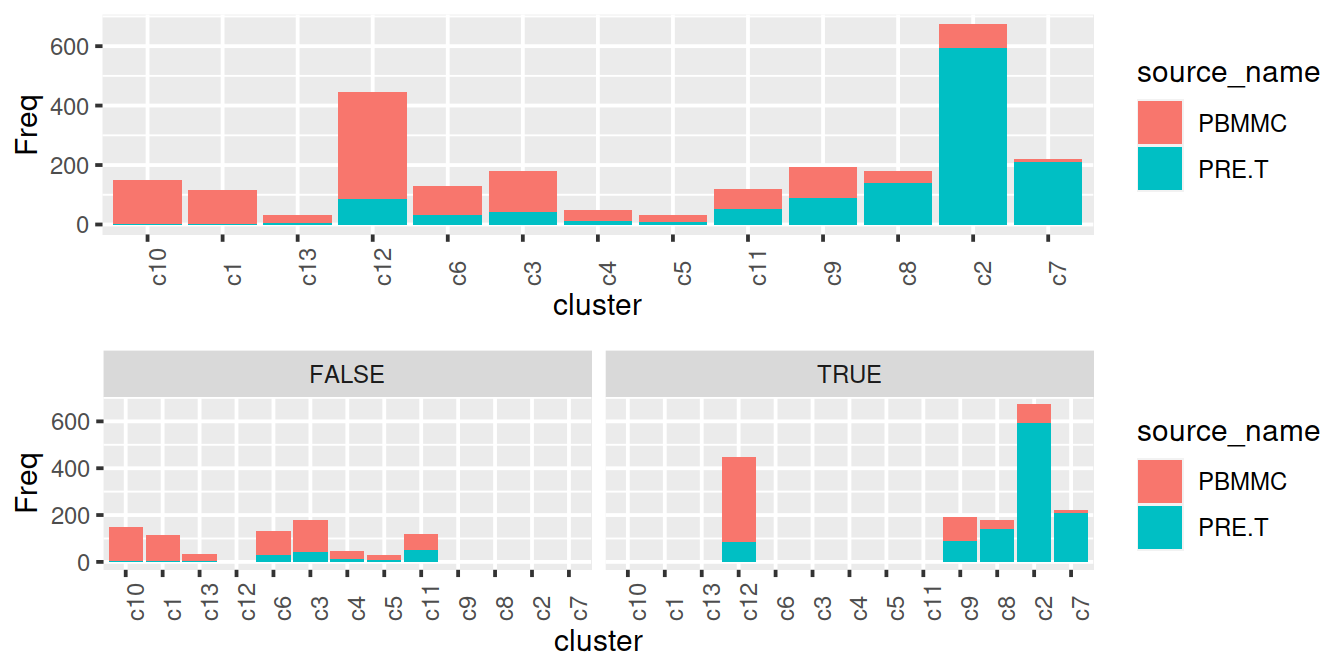 Freq
600
400
200
0
c10 c1 c13 c12 c6 c3 c4 c5 c11 c9 c8 c2 c7
cluster
source_name
PBMMC
PRE.T
FALSE TRUE
Freq
600
400
200
0
c10 c1 c13 c12 c6 c3 c4 c5 c11 c9 c8 c2 c7 c10 c1 c13 c12 c6 c3 c4 c5 c11 c9 c8 c2 c7
cluster
source_name
PBMMC
PRE.T